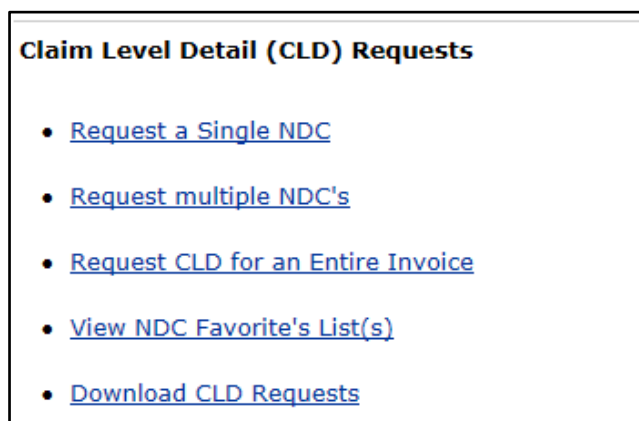 Claim Level Detail (CLD) Requests
Request a Single NDC
Request multiple NDC's
Request CLD for an Entire Invoice
View NDC Favorite's List(s)
Download CLD Requests